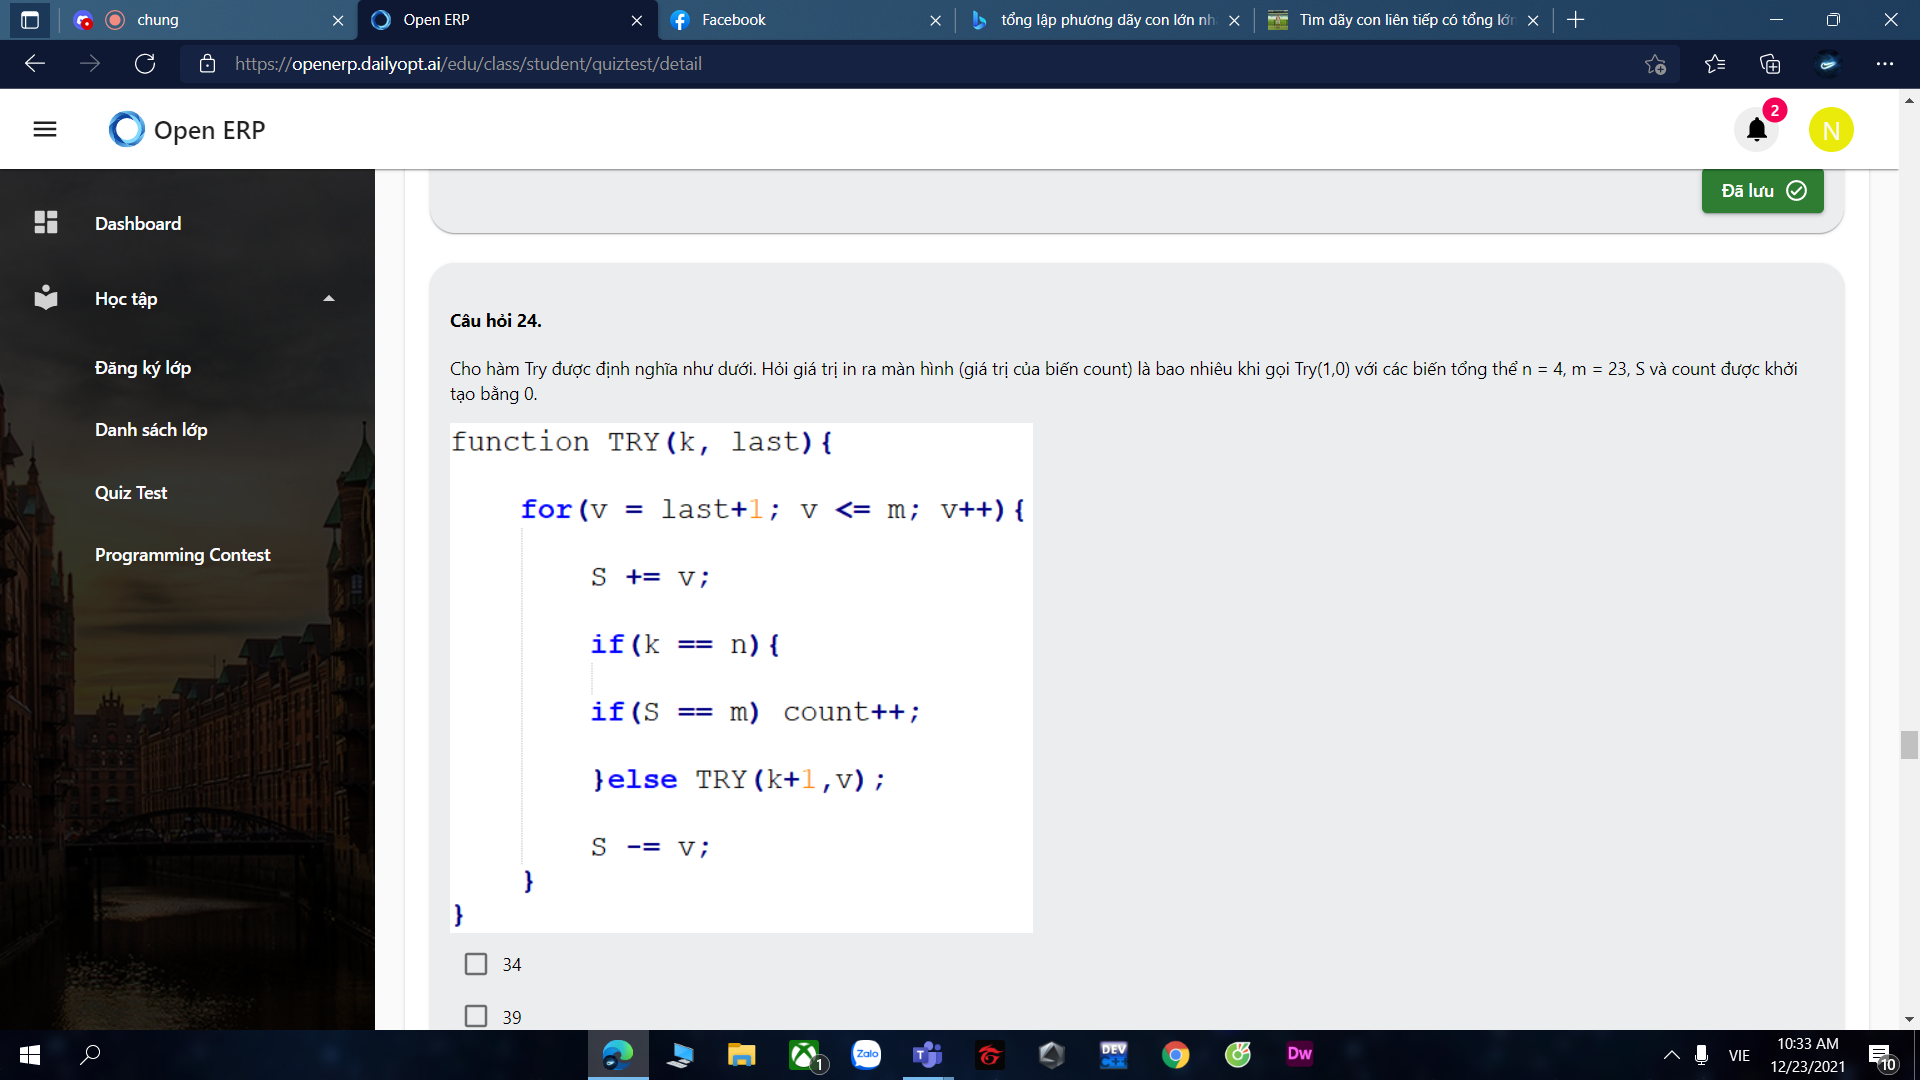 chung
Open ERP
Facebook
tổng lập phương dãy con lớn nh
Tìm dãy con liên tiếp có tổng lớn
https://openerp.dailyopt.ai/edu/class/student/quiztest/detail
Open ERP
2
N
Dashboard
Học tập
Đăng ký lớp
Danh sách lớp
Quiz Test
Programming Contest
Đã lưu
Câu hỏi 24.
Cho hàm Try được định nghĩa như dưới. Hỏi giá trị in ra màn hình (giá trị của biến count) là bao nhiêu khi gọi Try(1,0) với các biến tổng thể n = 4, m = 23, S và count được khởi
tạo bằng 0.
function TRY(k, last){
for(v = last+1; v <= m; v++){
S += v;
if(k == n){
if(S == m) count++;
}else TRY(k+1,v);
S -= v;
}
}
34
39
1
Zalo
T
DEV
C++
Dw
VIE
10:33 AM
12/23/2021
10